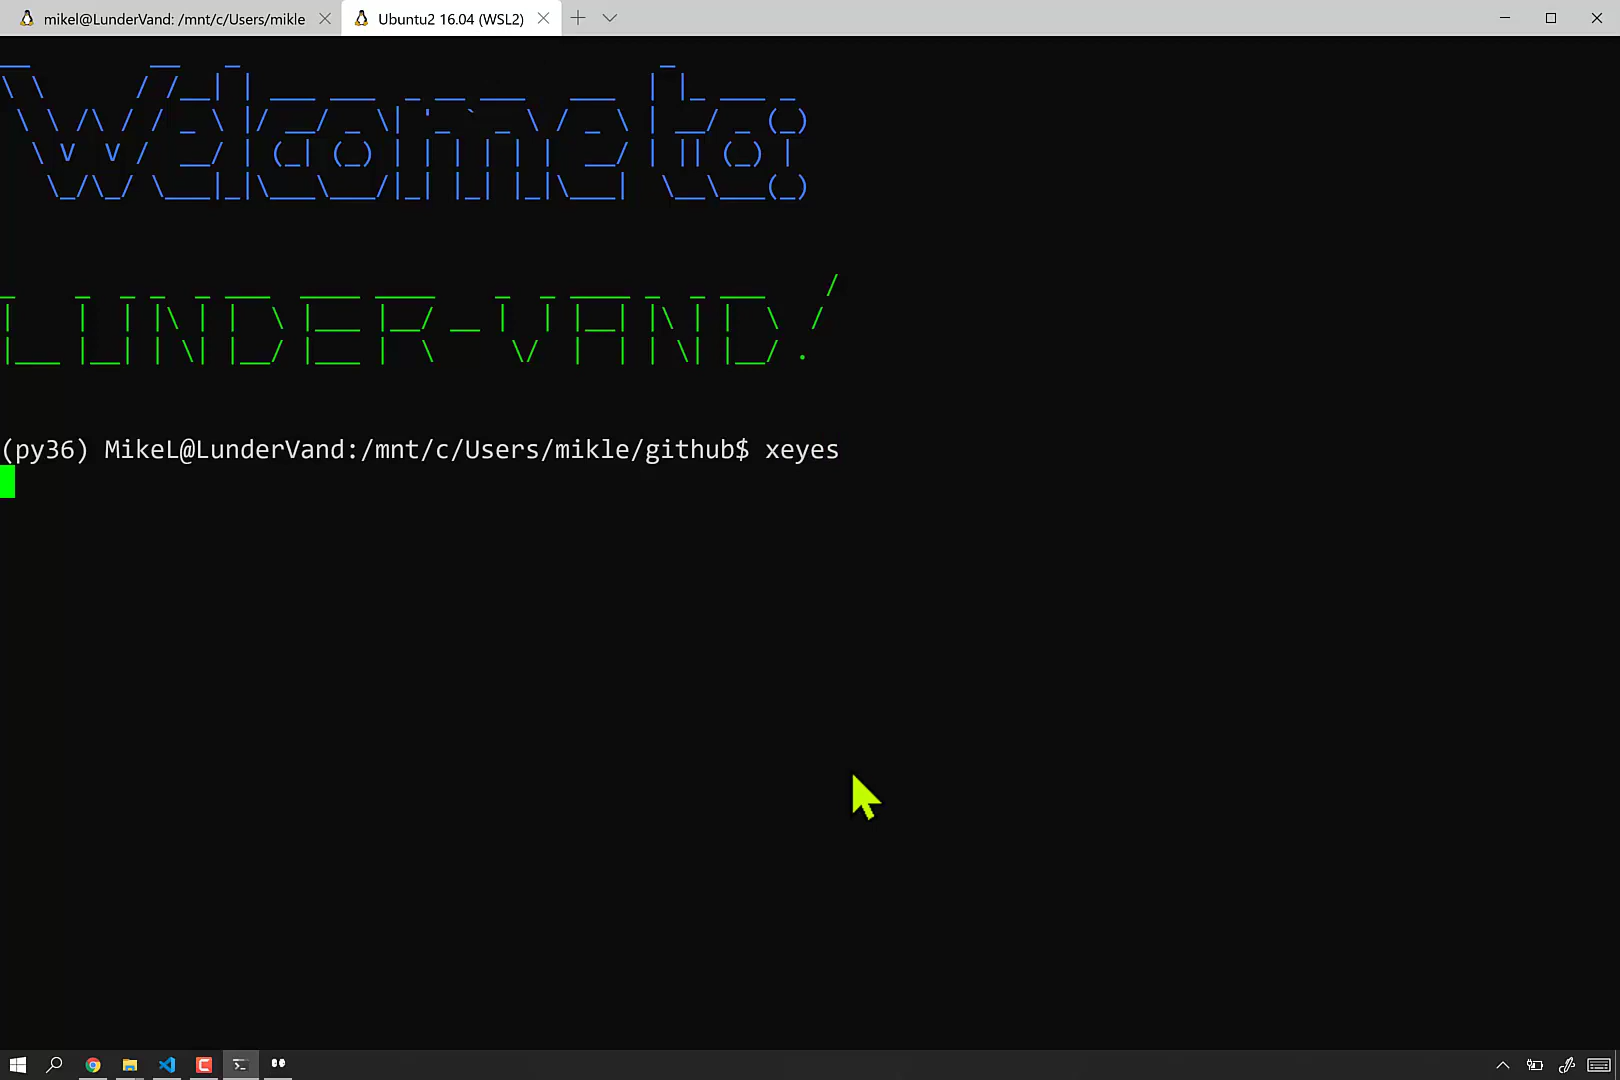 mikel@LunderVand: /mnt/c/Users/mikle
Ubuntu2 16.04 (WSL2)
Welcome to:
LUNDER-VAND!
(py36) MikeL@LunderVand:/mnt/c/Users/mikle/github$ xeyes